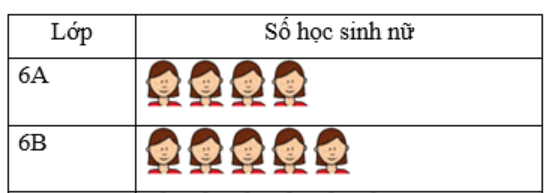 Lớp Số học sinh nữ
6A
6B